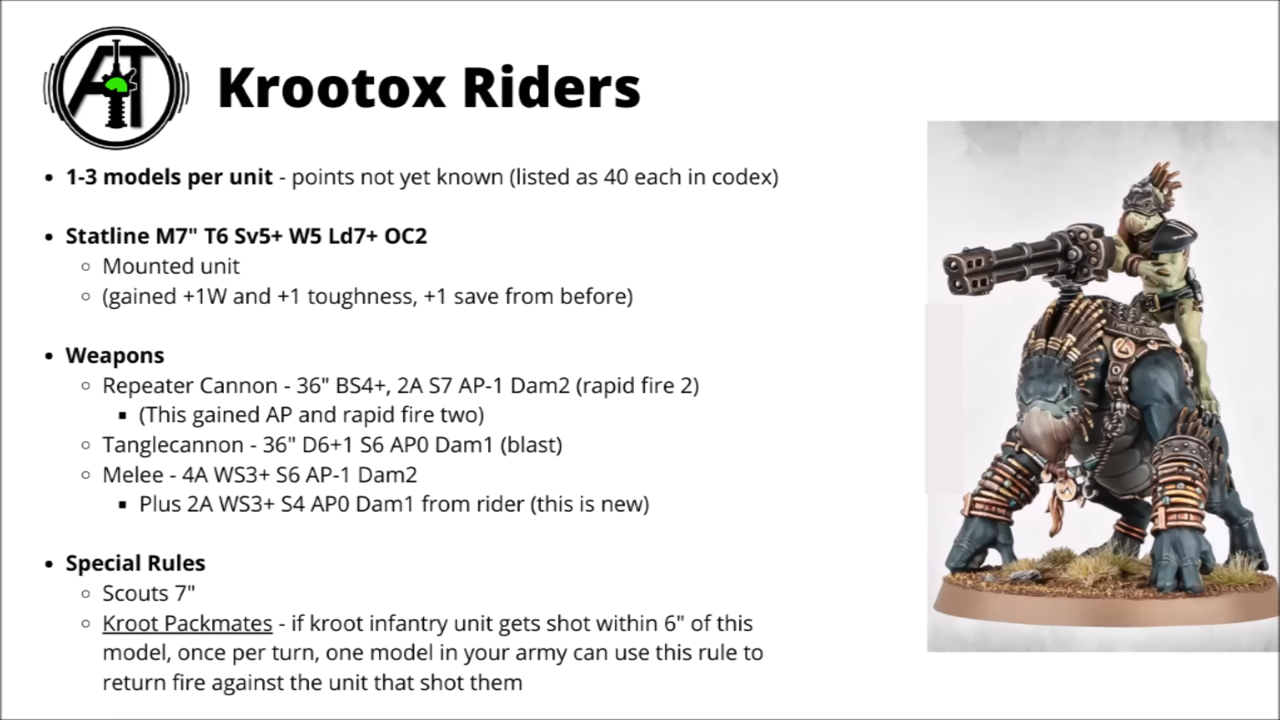 AT
Krootox Riders
• 1-3 models per unit - points not yet known (listed as 40 each in codex)
• Statline M7" T6 Sv5+ W5 Ld7+ OC2
○ Mounted unit
○ (gained +1W and +1 toughness, +1 save from before)
• Weapons
○ Repeater Cannon - 36" BS4+, 2A S7 AP-1 Dam2 (rapid fire 2)
▪ (This gained AP and rapid fire two)
○ Tanglecannon - 36" D6+1 S6 AP0 Dam1 (blast)
○ Melee - 4A WS3+ S6 AP-1 Dam2
▪ Plus 2A WS3+ S4 AP0 Dam1 from rider (this is new)
• Special Rules
○ Scouts 7"
○ Kroot Packmates - if kroot infantry unit gets shot within 6" of this
model, once per turn, one model in your army can use this rule to
return fire against the unit that shot them